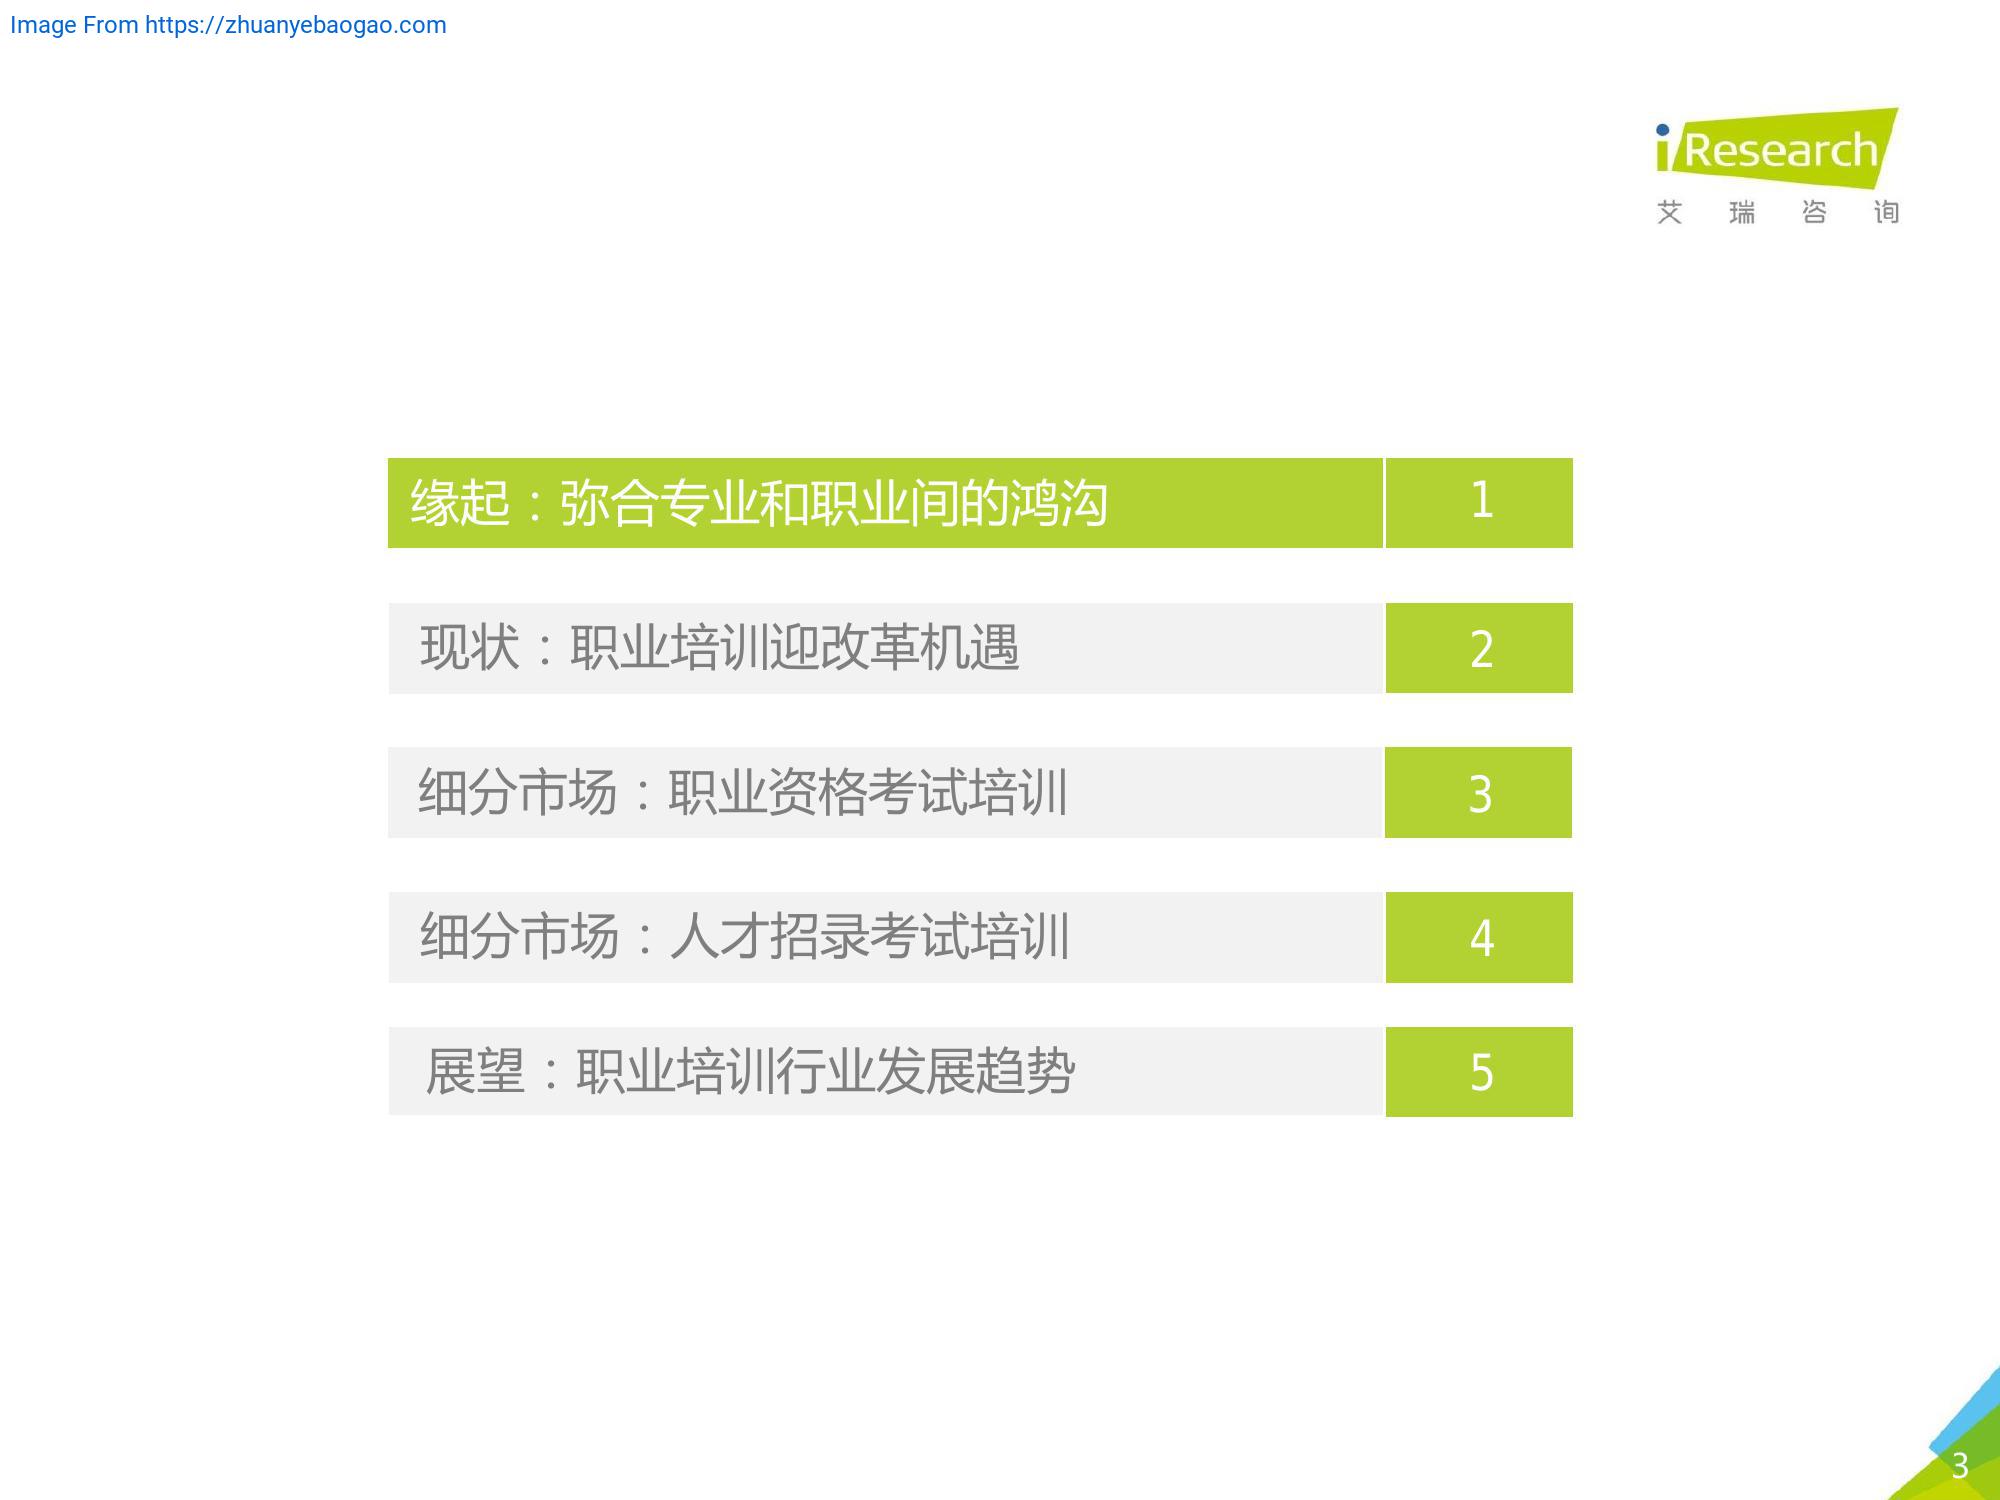 Image From https://zhuanyebaogao.com
iResearch
艾瑞咨询
缘起：弥合专业和职业间的鸿沟 1
现状：职业培训迎改革机遇 2
细分市场：职业资格考试培训 3
细分市场：人才招录考试培训 4
展望：职业培训行业发展趋势 5
3